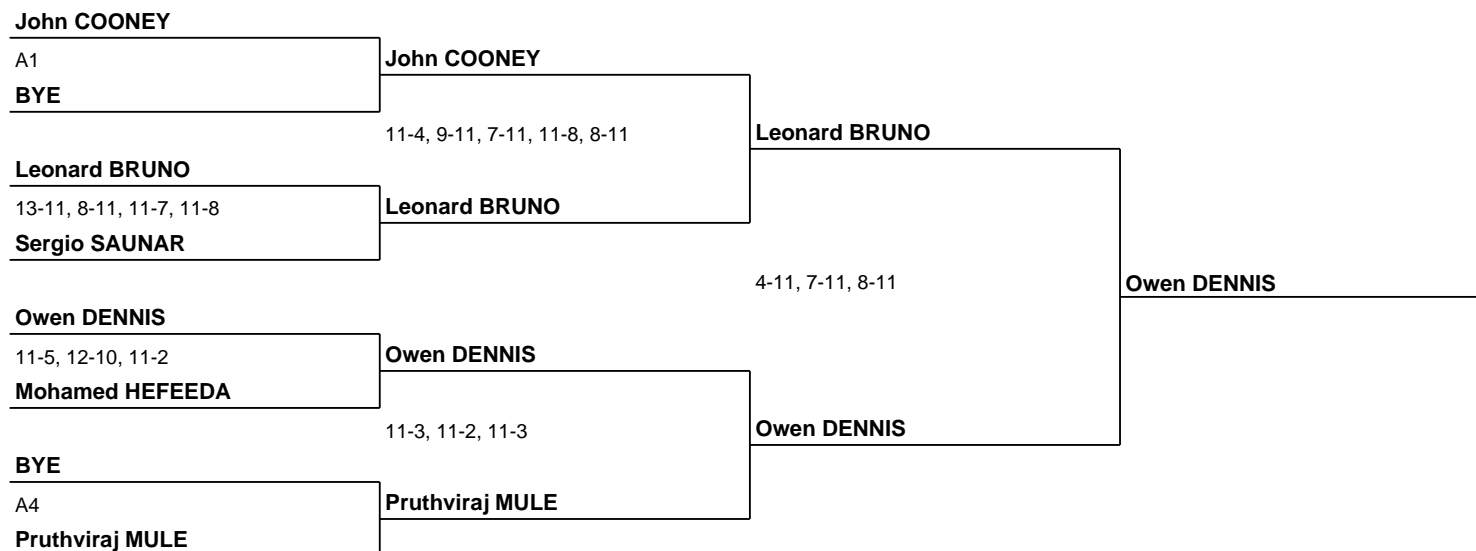 John COONEY
A1
BYE
John COONEY
11-4, 9-11, 7-11, 11-8, 8-11
Leonard BRUNO
Leonard BRUNO
13-11, 8-11, 11-7, 11-8
Sergio SAUNAR
Leonard BRUNO
4-11, 7-11, 8-11
Owen DENNIS
Owen DENNIS
11-5, 12-10, 11-2
Mohamed HEFEEDA
Owen DENNIS
11-3, 11-2, 11-3
Owen DENNIS
BYE
A4
Pruthviraj MULE
Pruthviraj MULE